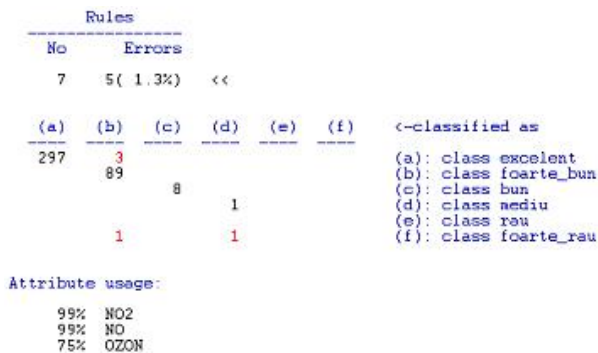 Rules
No Errors
7 5( 1.3%) <<
(a) (b) (c) (d) (e) (f) <-classified as
297 3 (a): class excelent
89 (b): class foarte_bun
8 (c): class bun
1 (d): class mediu
(e): class rau
1 1 (f): class foarte_rau
Attribute usage:
99% NO2
99% NO
75% OZON